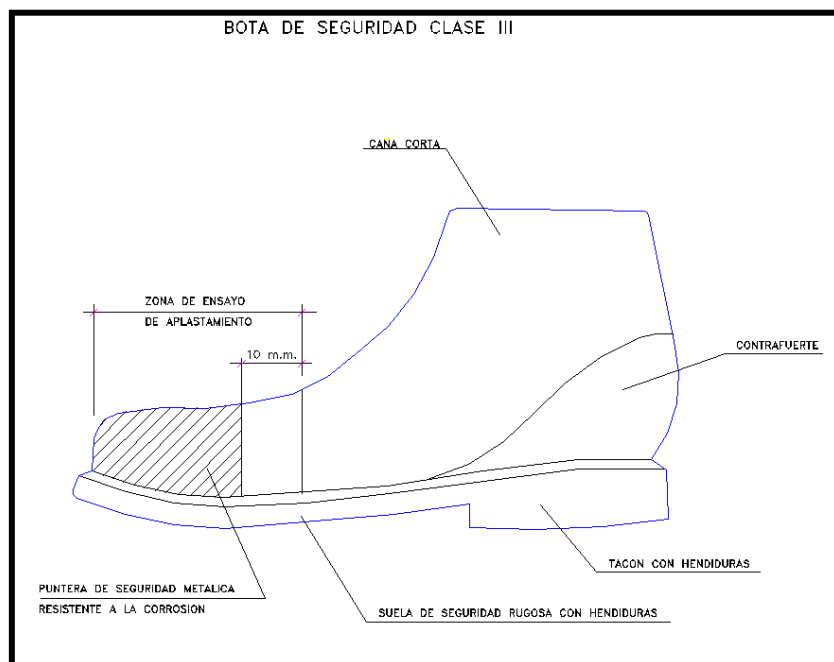 BOTA DE SEGURIDAD CLASE III
CAÑA CORTA
ZONA DE ENSAYO
DE APLASTAMIENTO
10 m.m.
CONTRAFUERTE
TACON CON HENDIDURAS
PUNTERA DE SEGURIDAD METALICA
RESISTENTE A LA CORROSION
SUELA DE SEGURIDAD RUGOSA CON HENDIDURAS